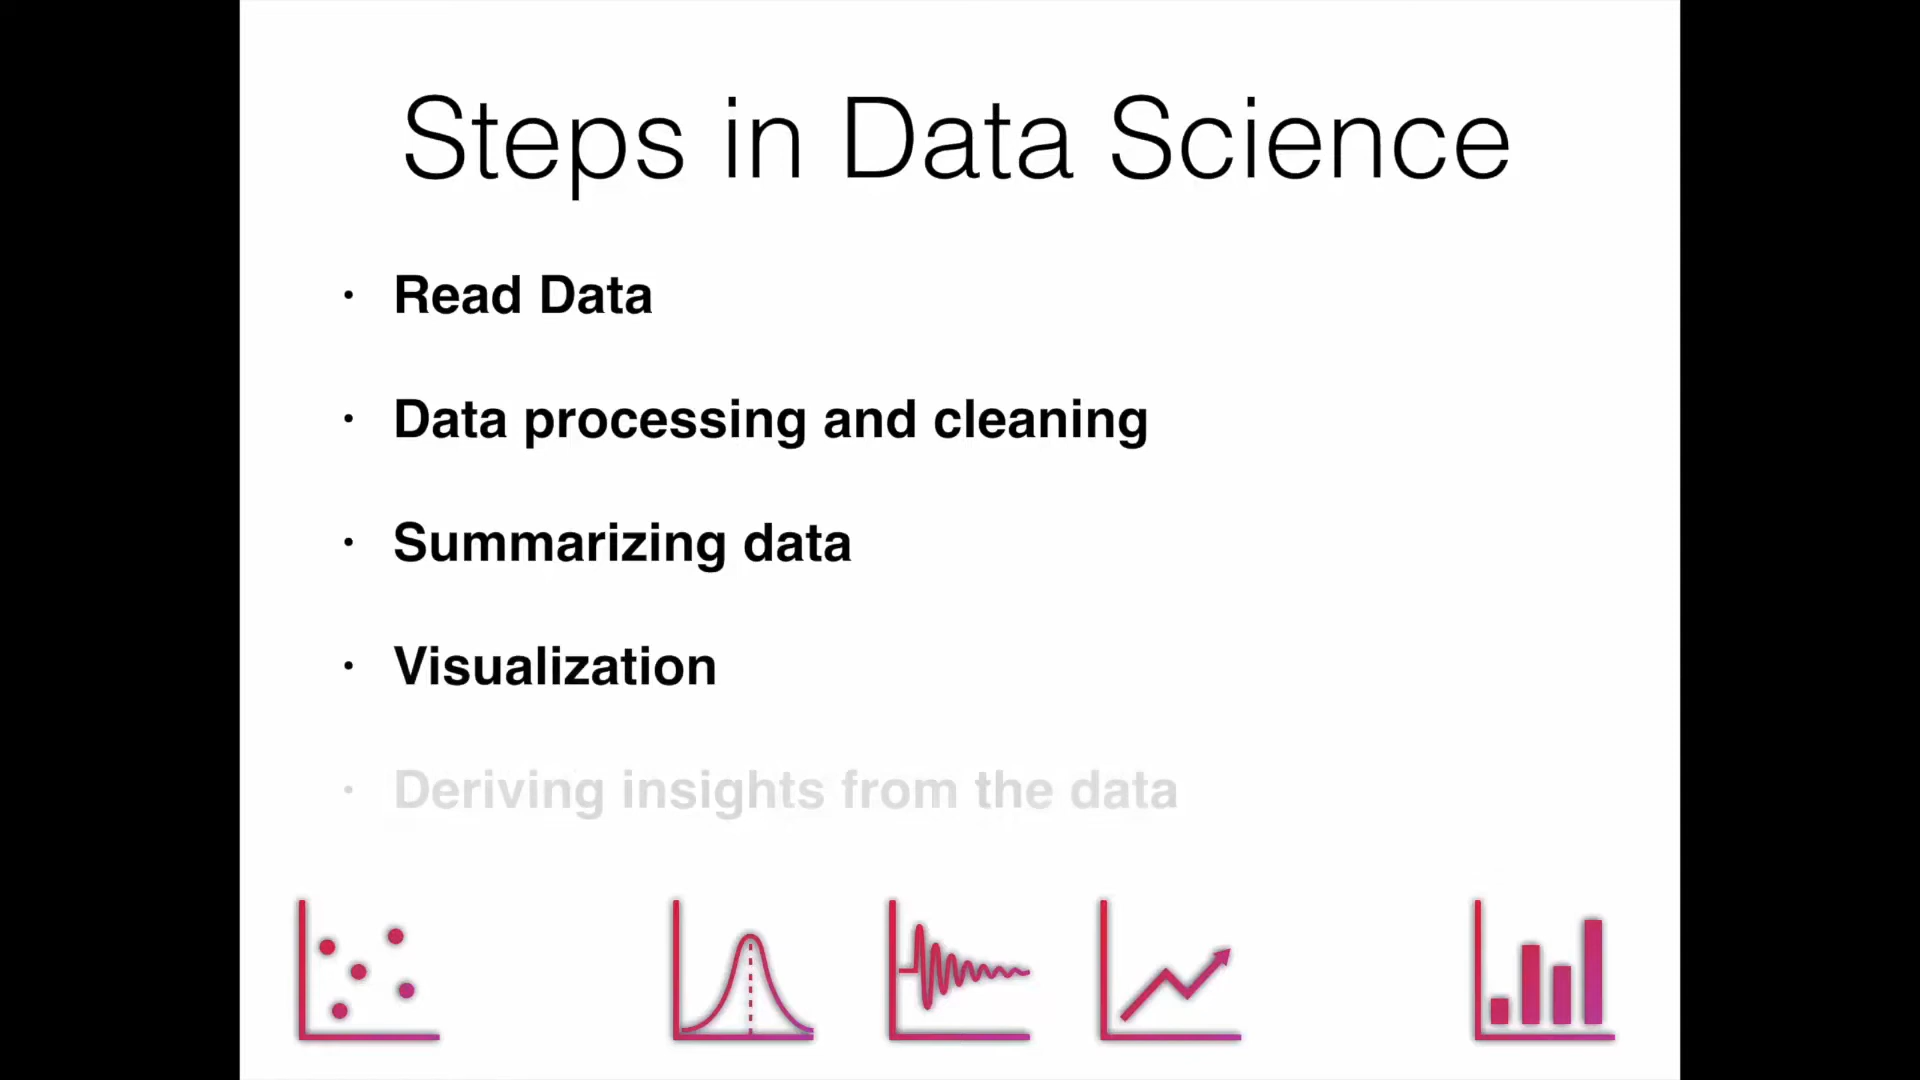 Steps in Data Science
• Read Data
• Data processing and cleaning
• Summarizing data
• Visualization
• Deriving insights from the data